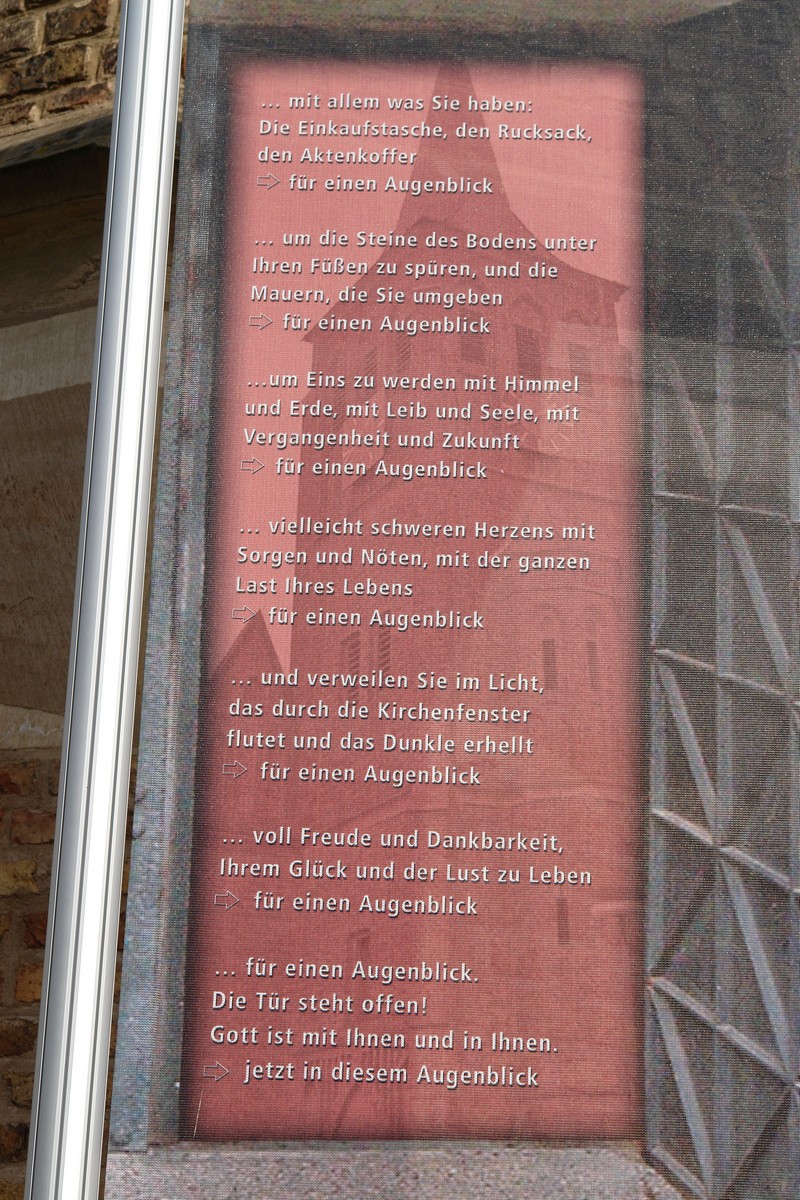 ... mit allem was Sie haben:
Die Einkaufstasche, den Rucksack,
den Aktenkoffer
⇨ für einen Augenblick
... um die Steine des Bodens unter
Ihren Füßen zu spüren, und die
Mauern, die Sie umgeben
⇨ für einen Augenblick
...um Eins zu werden mit Himmel
und Erde, mit Leib und Seele, mit
Vergangenheit und Zukunft
⇨ für einen Augenblick
... vielleicht schweren Herzens mit
Sorgen und Nöten, mit der ganzen
Last Ihres Lebens
⇨ für einen Augenblick
... und verweilen Sie im Licht,
das durch die Kirchenfenster
flutet und das Dunkle erhellt
⇨ für einen Augenblick
... voll Freude und Dankbarkeit,
Ihrem Glück und der Lust zu Leben
⇨ für einen Augenblick
... für einen Augenblick.
Die Tür steht offen!
Gott ist mit Ihnen und in Ihnen.
⇨ jetzt in diesem Augenblick